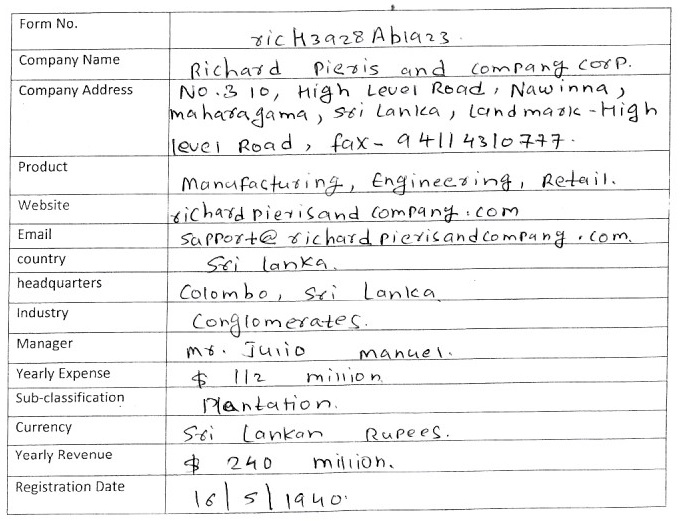 Form No. ricH3928Ab1923.
Company Name Richard Pieris and company corp.
Company Address No.310, High Level Road, Nawinna,
maharagama, Sri Lanka, Landmark-High
level Road, fax- 94114310777.
Product Manufacturing, Engineering, Retail.
Website richardpierisand company.com
Email Support@richardpierisandcompany.com.
country Sri lanka.
headquarters Colombo, Sri Lanka
Industry Conglomerates.
Manager mr. Julio manuel.
Yearly Expense $ 112 million
Sub-classification Plantation.
Currency Sri Lankan Rupees.
Yearly Revenue $ 240 million.
Registration Date 16/5/1940.